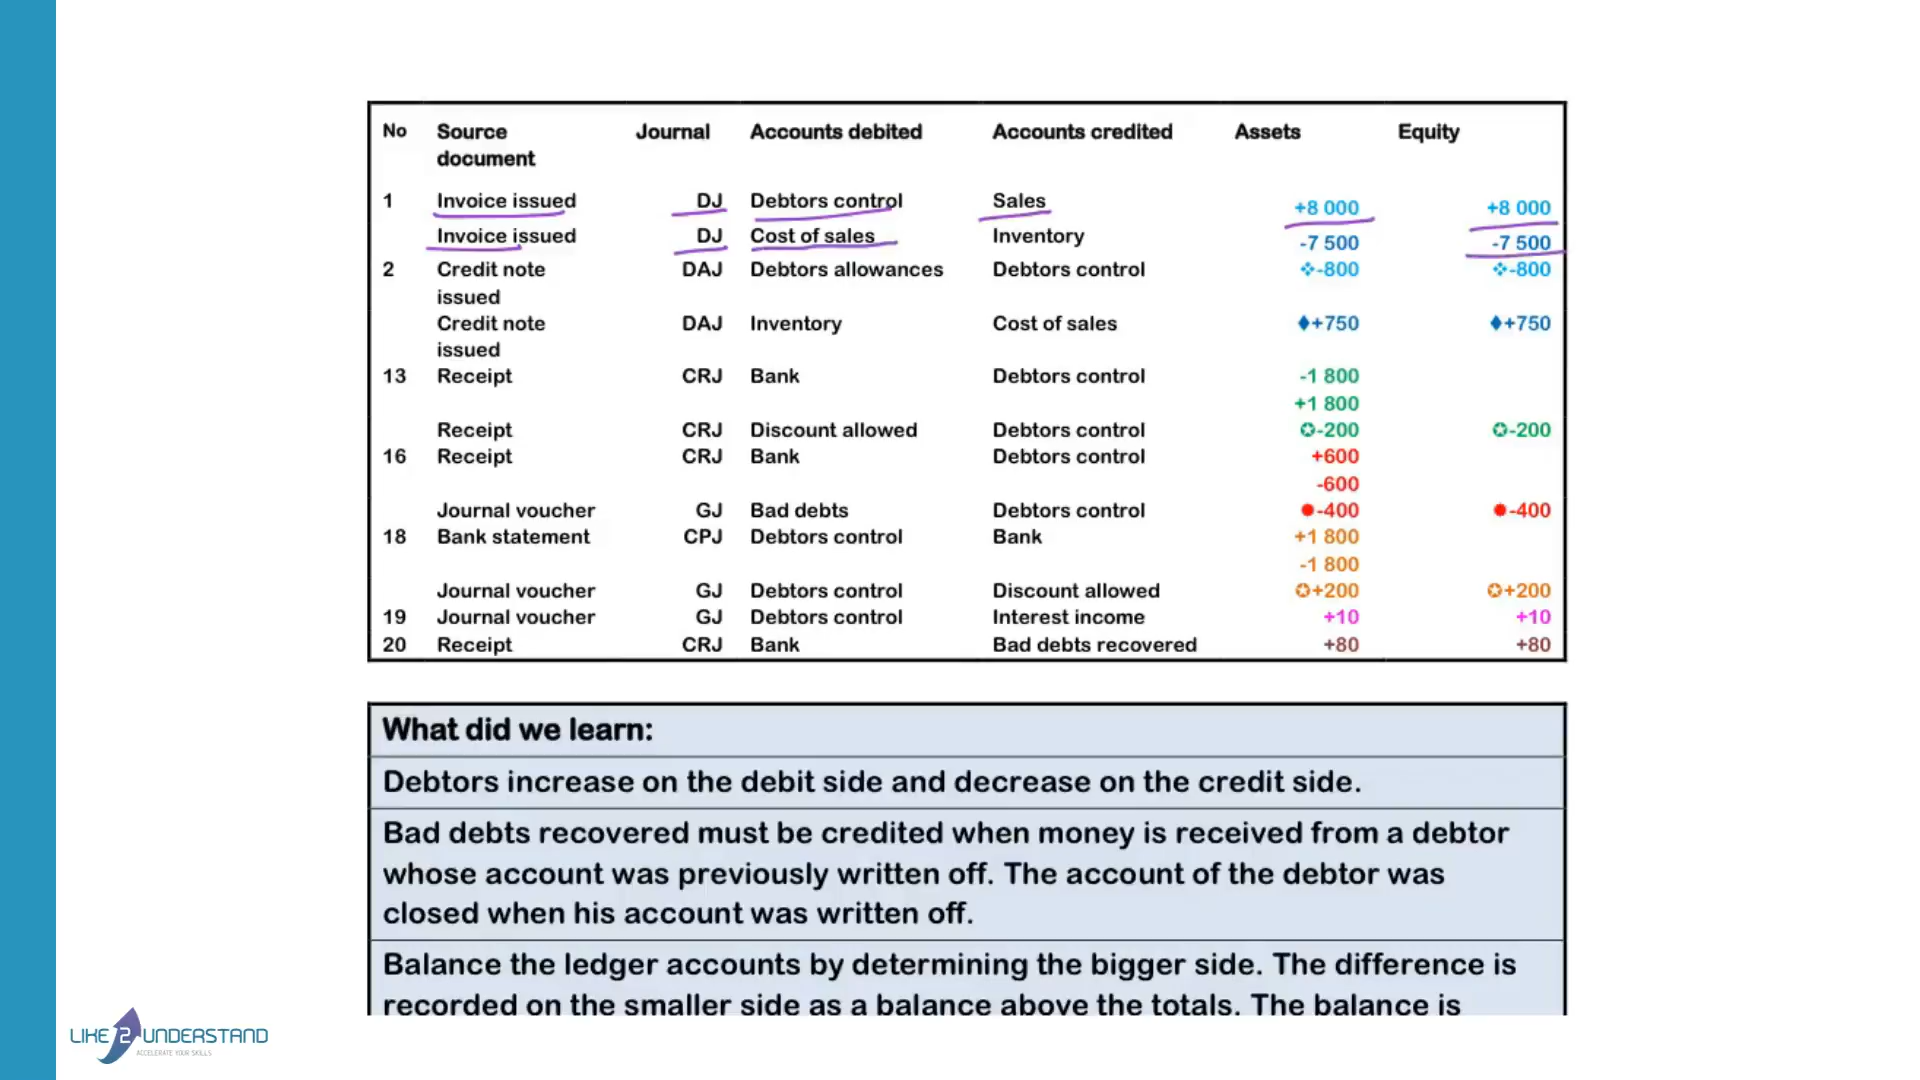 No Source document Journal Accounts debited Accounts credited Assets Equity
1 Invoice issued DJ Debtors control Sales +8 000 +8 000
Invoice issued DJ Cost of sales Inventory -7 500 -7 500
2 Credit note issued DAJ Debtors allowances Debtors control ❖-800 ❖-800
Credit note issued DAJ Inventory Cost of sales ♦+750 ♦+750
13 Receipt CRJ Bank Debtors control -1 800
+1 800
Receipt CRJ Discount allowed Debtors control ✪-200 ✪-200
16 Receipt CRJ Bank Debtors control +600
-600
Journal voucher GJ Bad debts Debtors control ●-400 ●-400
18 Bank statement CPJ Debtors control Bank +1 800
-1 800
Journal voucher GJ Debtors control Discount allowed ✪+200 ✪+200
19 Journal voucher GJ Debtors control Interest income +10 +10
20 Receipt CRJ Bank Bad debts recovered +80 +80
What did we learn:
Debtors increase on the debit side and decrease on the credit side.
Bad debts recovered must be credited when money is received from a debtor
whose account was previously written off. The account of the debtor was
closed when his account was written off.
Balance the ledger accounts by determining the bigger side. The difference is
recorded on the smaller side as a balance above the totals. The balance is
LIKE 2 UNDERSTAND
ACCELERATE YOUR SKILLS